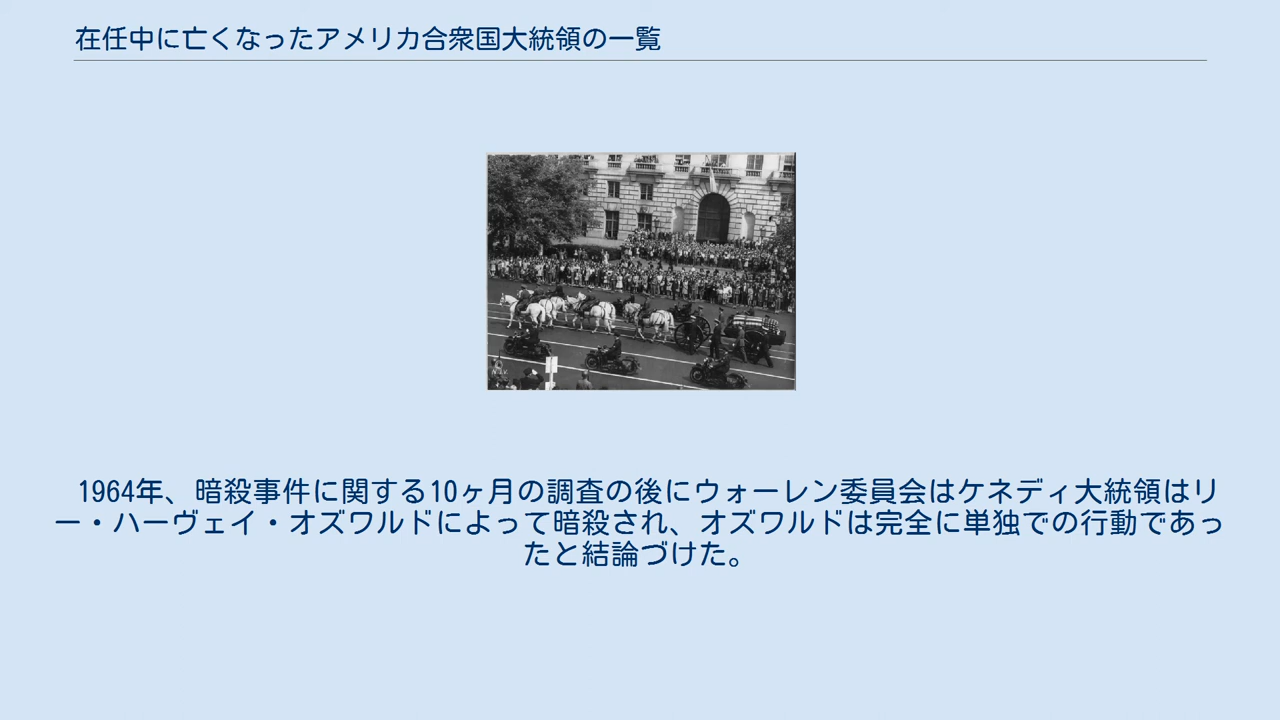 在任中に亡くなったアメリカ合衆国大統領の一覧
1964年、暗殺事件に関する10ヶ月の調査の後にウォーレン委員会はケネディ大統領はリ
ー・ハーヴェイ・オズワルドによって暗殺され、オズワルドは完全に単独での行動であっ
たと結論づけた。